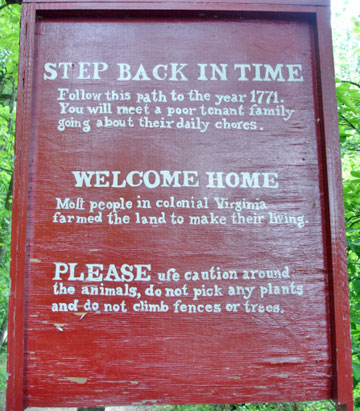 STEP BACK IN TIME
Follow this path to the year 1771.
You will meet a poor tenant family
going about their daily chores.
WELCOME HOME
Moſt people in colonial Virginia
farmed the land to make their living.
PLEASE uſe caution around
the animals, do not pick any plants
and do not climb fences or trees.